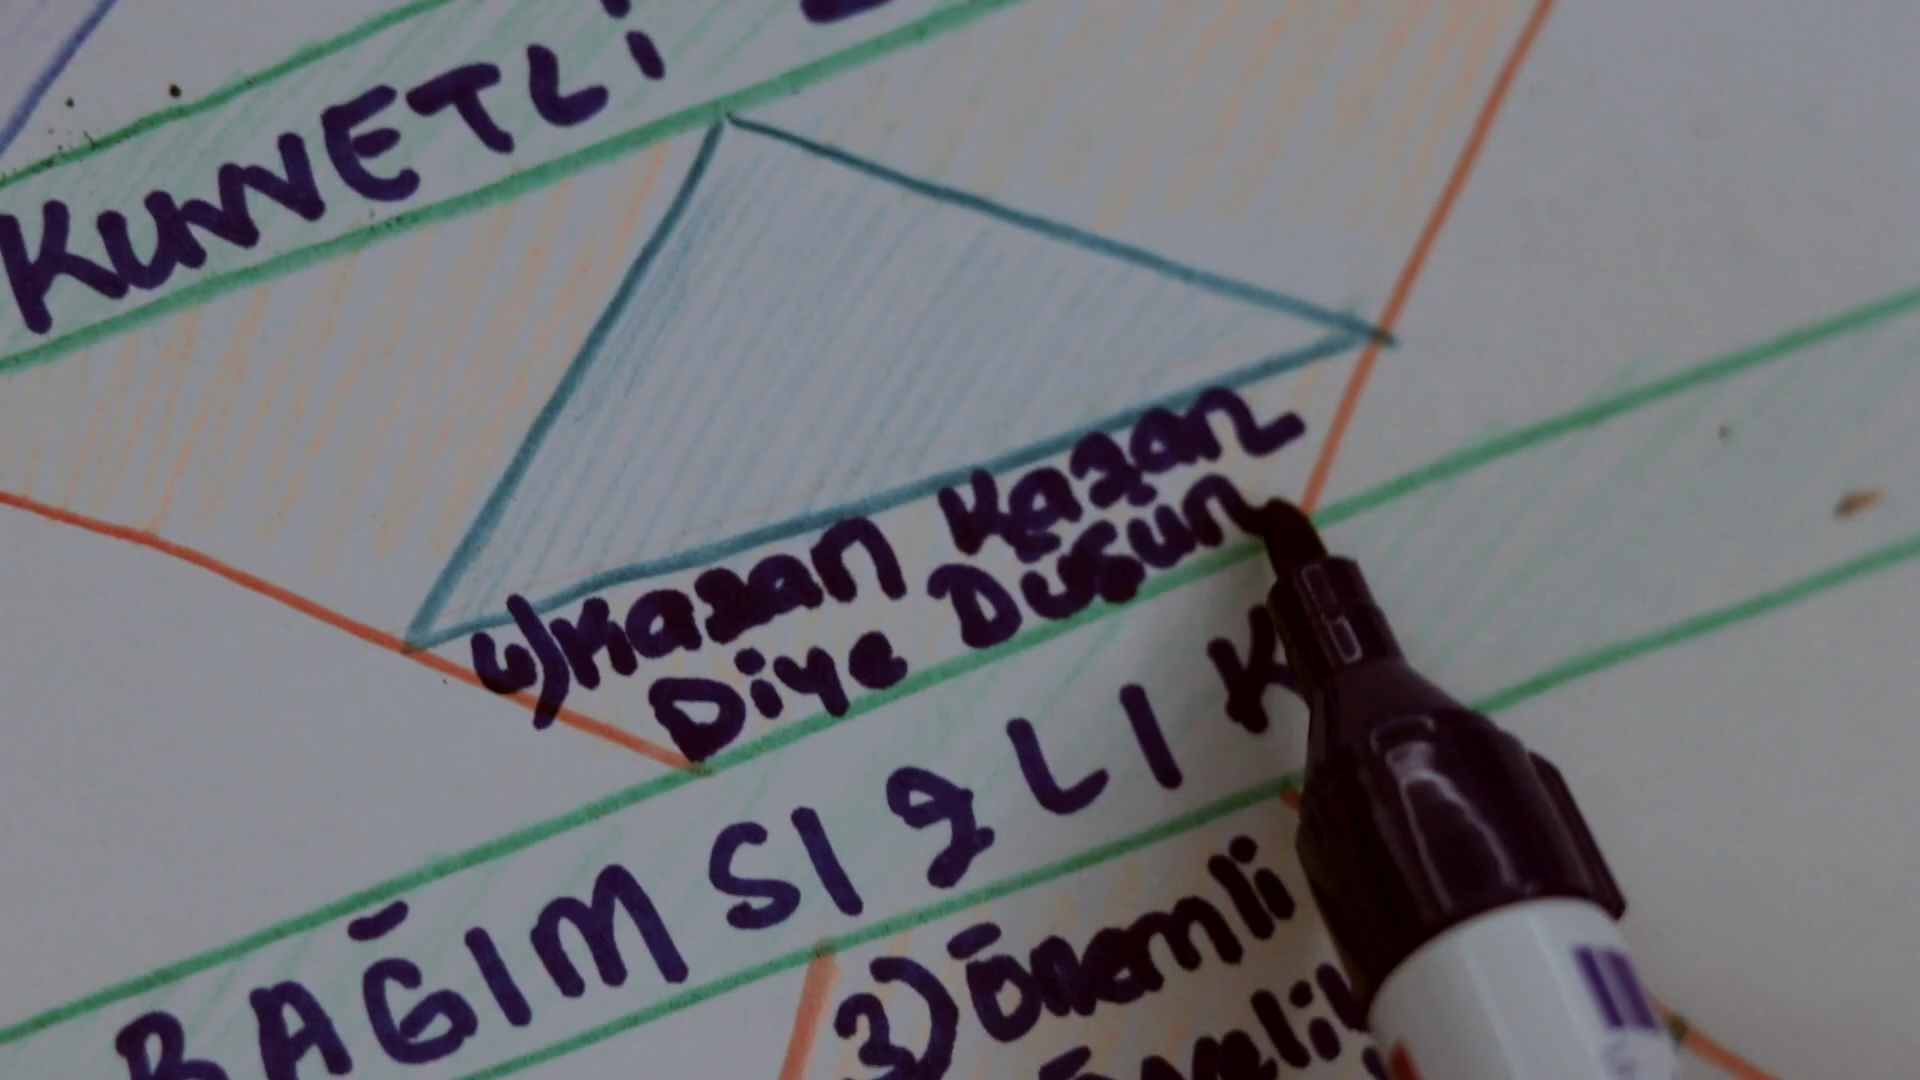 KUVVETLİ
4) Kazan Kazan
Diye Düşün
BAĞIMSIZLIK
3) Önemli